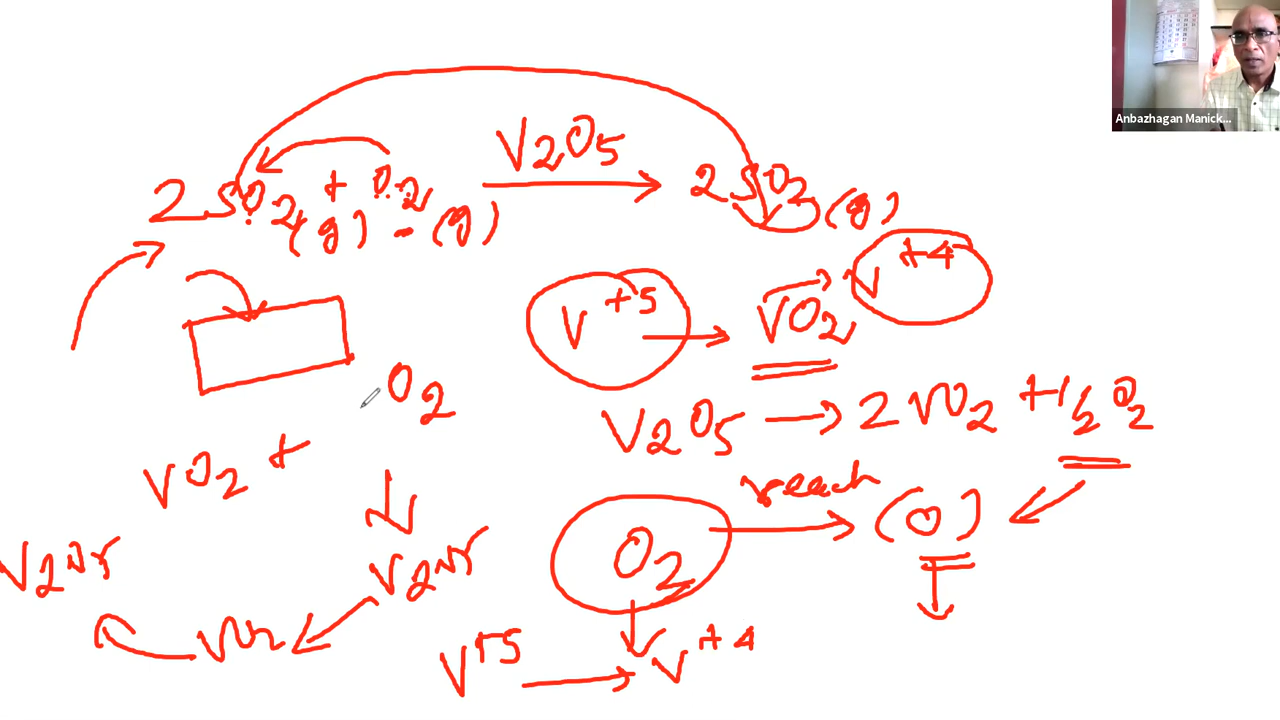 Anbazhagan Manick...
V2O5
2SO2(g) + O2(g) → 2SO3(g)
V+5 → VO2 V+4
V2O5 → 2VO2 + 1/2 O2
O2
VO2 +
O2 → (O)
V2O5
V2O5
VO2
V+5 → V+4